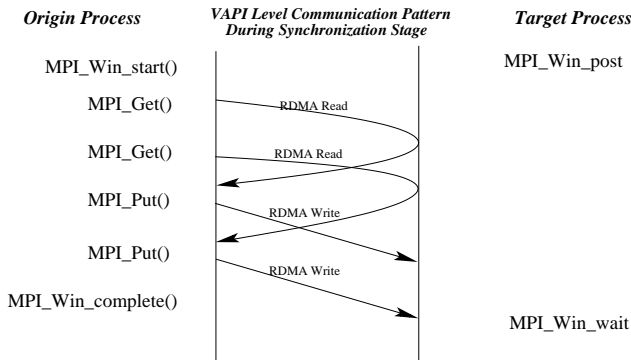 Origin Process
VAPI Level Communication Pattern
During Synchronization Stage
Target Process
MPI_Win_start()
MPI_Win_post
MPI_Get()
RDMA Read
MPI_Get()
RDMA Read
MPI_Put()
RDMA Write
MPI_Put()
RDMA Write
MPI_Win_complete()
MPI_Win_wait